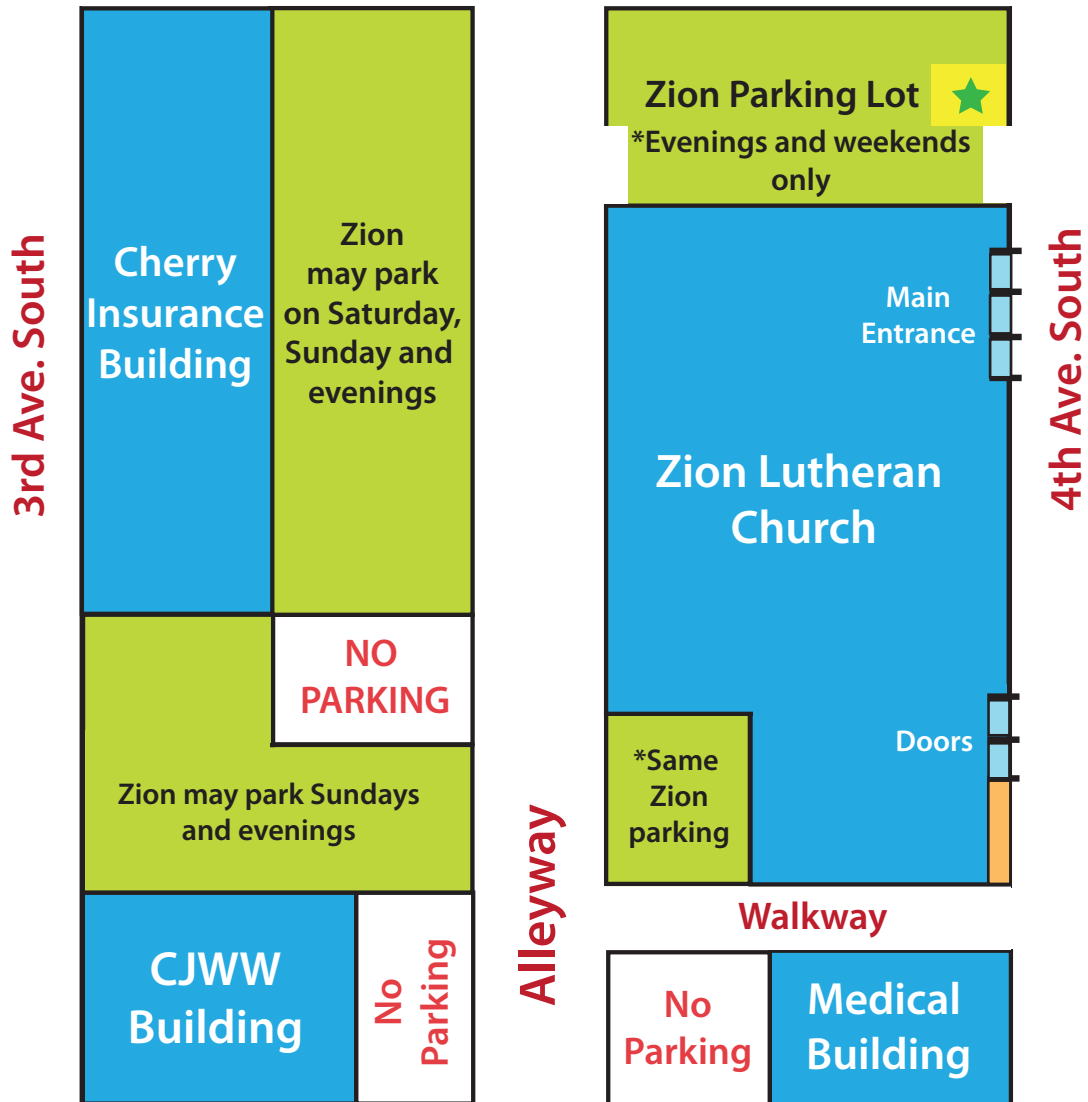 3rd Ave. South
Cherry
Insurance
Building
Zion
may park
on Saturday,
Sunday and
evenings
NO
PARKING
Zion may park Sundays
and evenings
CJWW
Building
No
Parking
Alleyway
Zion Parking Lot
*Evenings and weekends
only
Main
Entrance
Zion Lutheran
Church
Doors
*Same
Zion
parking
4th Ave. South
Walkway
No
Parking
Medical
Building